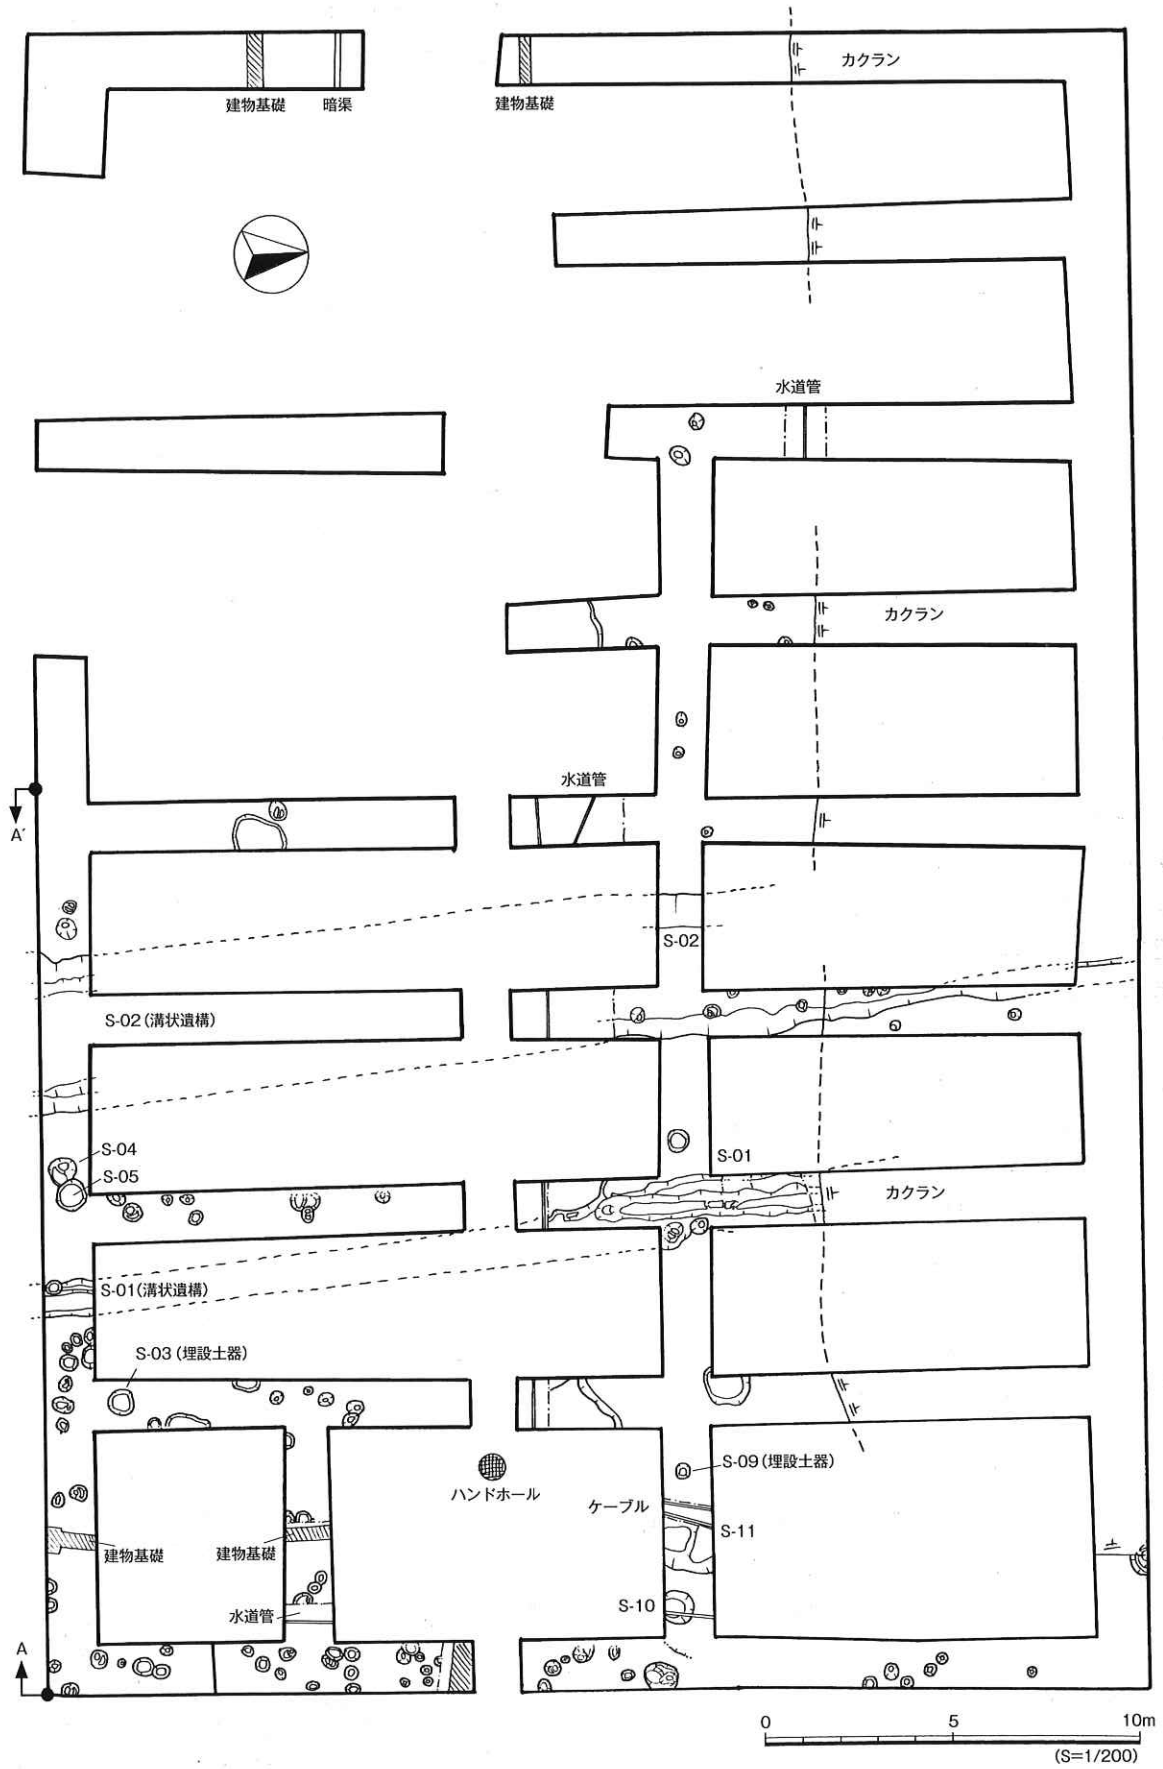 カクラン
建物基礎
暗渠
建物基礎
水道管
カクラン
水道管
A´
S-02
S-02（溝状遺構）
S-04
S-05
S-01
カクラン
S-01（溝状遺構）
S-03（埋設土器）
S-09（埋設土器）
ハンドホール
ケーブル
S-11
建物基礎
建物基礎
S-10
水道管
A
0
5
10m
(S=1/200)